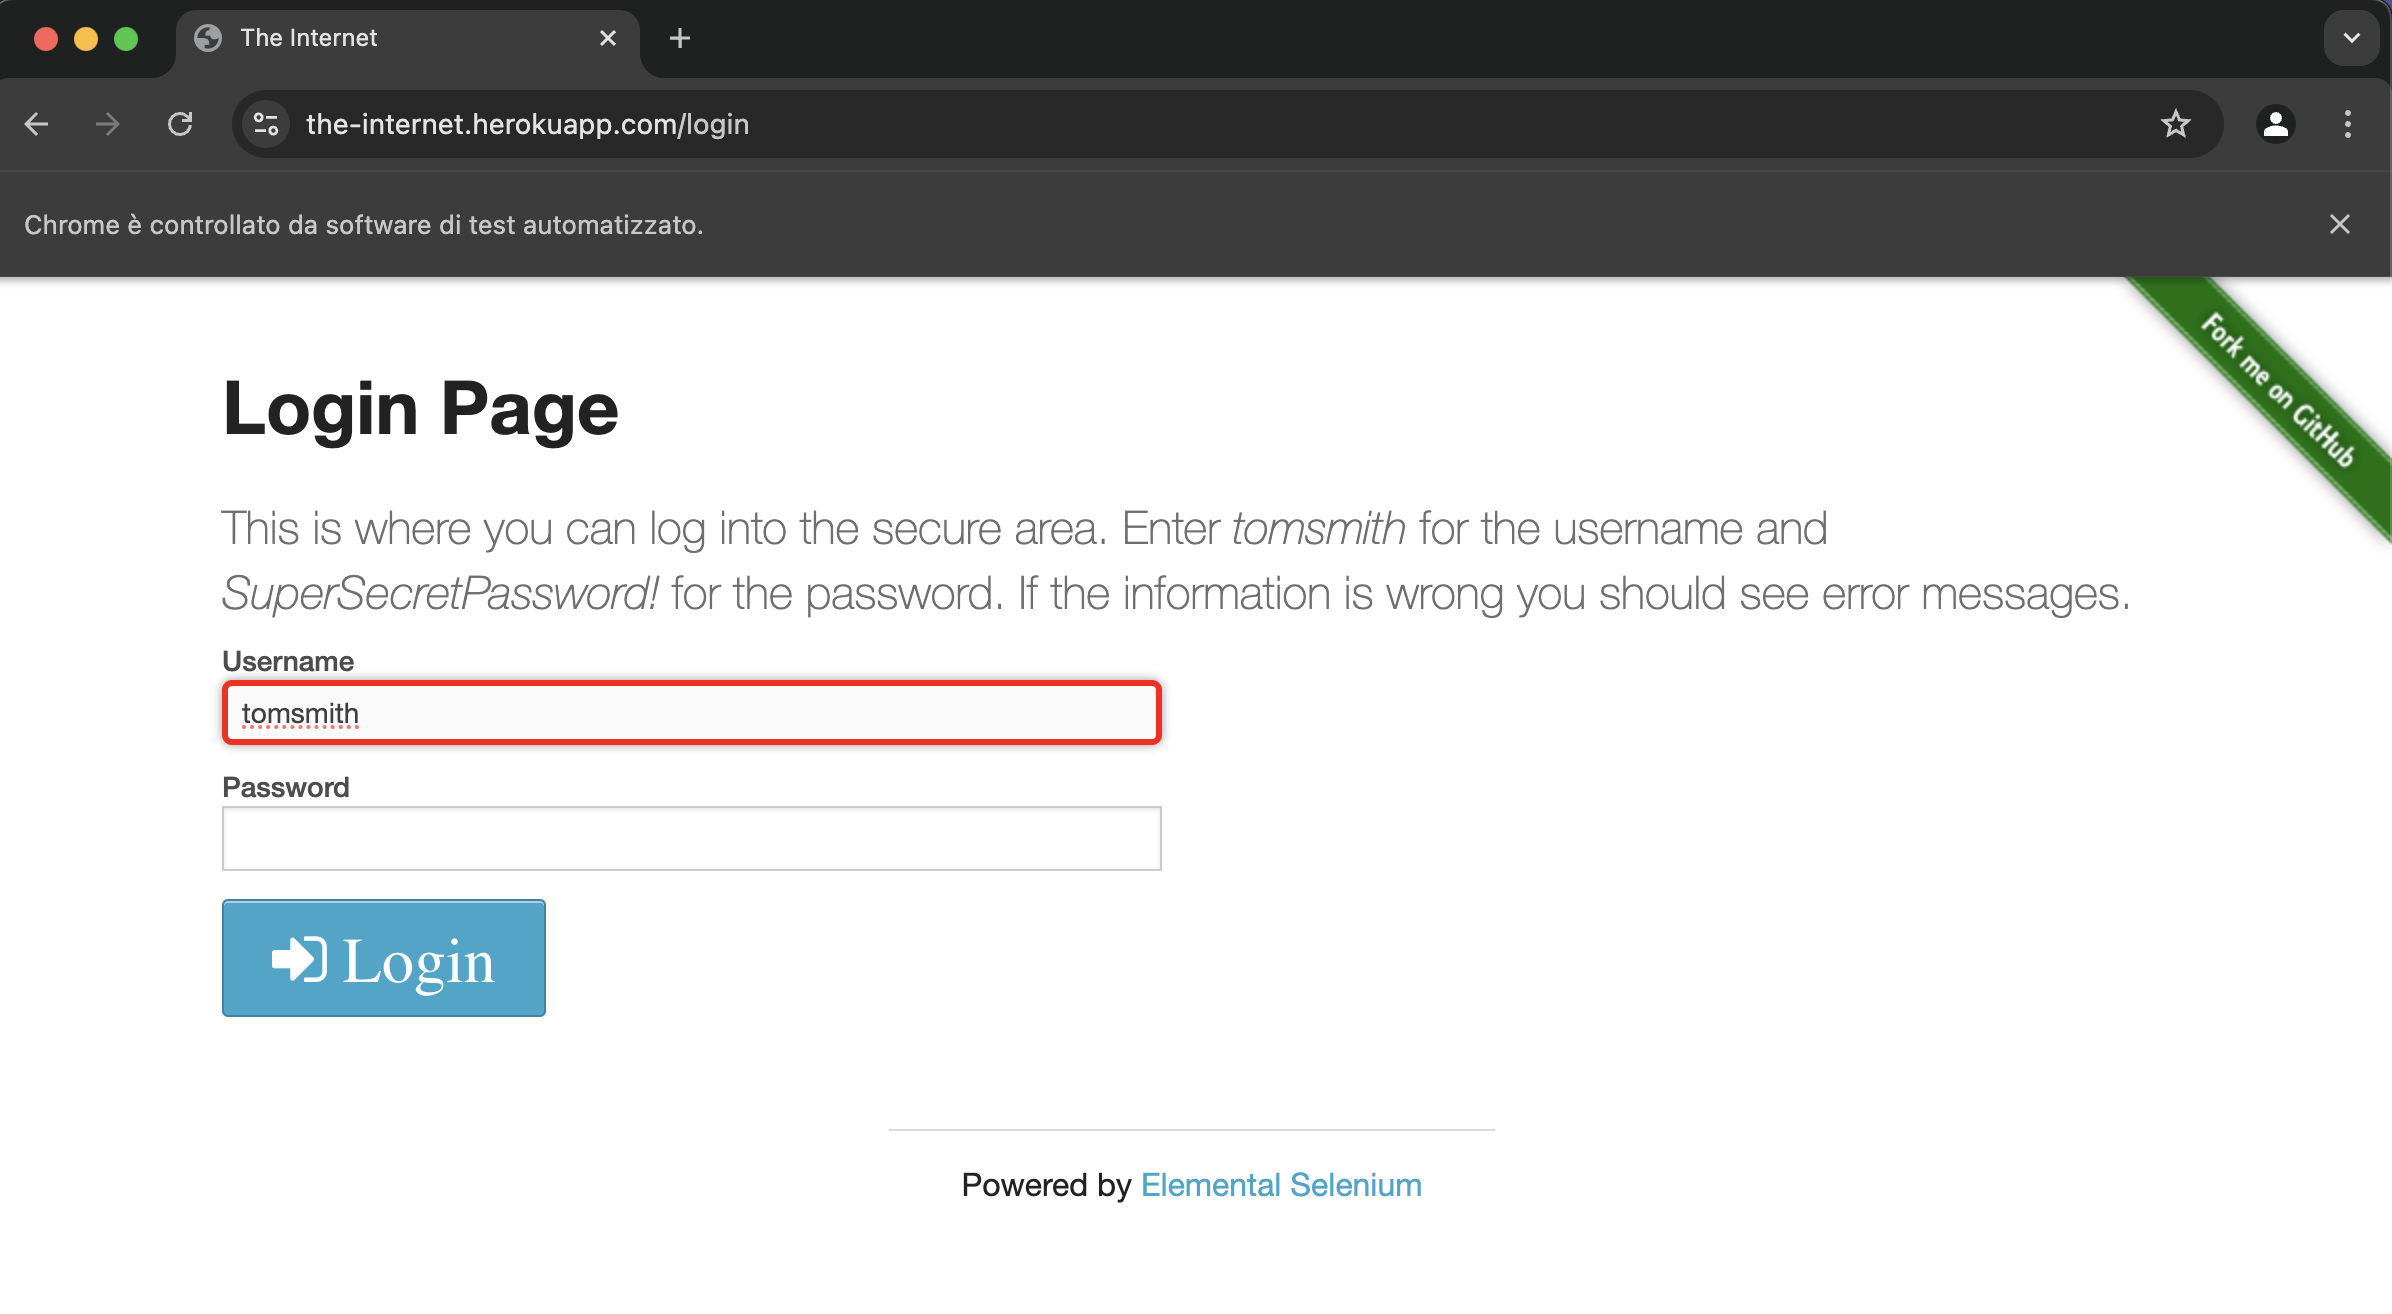 The Internet
the-internet.herokuapp.com/login
Chrome è controllato da software di test automatizzato.
Fork me on GitHub
Login Page
This is where you can log into the secure area. Enter tomsmith for the username and
SuperSecretPassword! for the password. If the information is wrong you should see error messages.
Username
tomsmith
Password
Login
Powered by Elemental Selenium